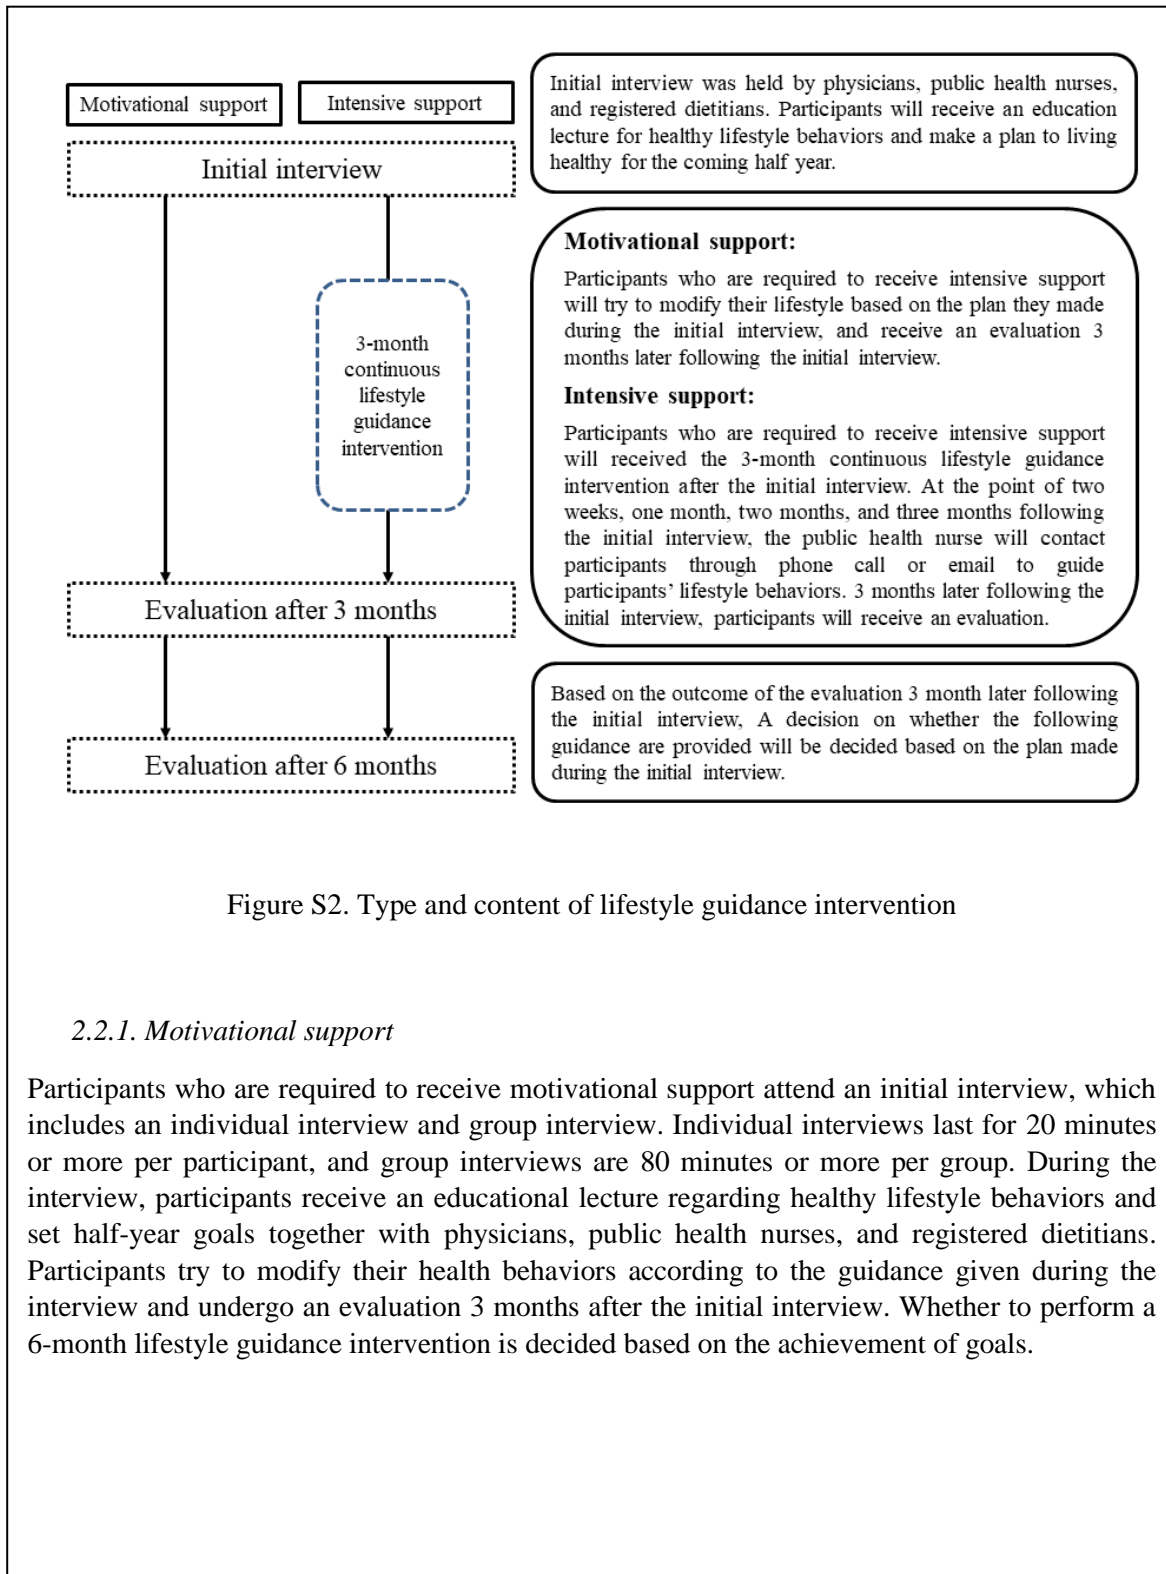 Motivational support
Intensive support
Initial interview
3-month
continuous
lifestyle
guidance
intervention
Evaluation after 3 months
Evaluation after 6 months
Initial interview was held by physicians, public health nurses,
and registered dietitians. Participants will receive an education
lecture for healthy lifestyle behaviors and make a plan to living
healthy for the coming half year.
Motivational support:
Participants who are required to receive intensive support
will try to modify their lifestyle based on the plan they made
during the initial interview, and receive an evaluation 3
months later following the initial interview.
Intensive support:
Participants who are required to receive intensive support
will received the 3-month continuous lifestyle guidance
intervention after the initial interview. At the point of two
weeks, one month, two months, and three months following
the initial interview, the public health nurse will contact
participants through phone call or email to guide
participants’ lifestyle behaviors. 3 months later following the
initial interview, participants will receive an evaluation.
Based on the outcome of the evaluation 3 month later following
the initial interview, A decision on whether the following
guidance are provided will be decided based on the plan made
during the initial interview.
Figure S2. Type and content of lifestyle guidance intervention
2.2.1. Motivational support
Participants who are required to receive motivational support attend an initial interview, which
includes an individual interview and group interview. Individual interviews last for 20 minutes
or more per participant, and group interviews are 80 minutes or more per group. During the
interview, participants receive an educational lecture regarding healthy lifestyle behaviors and
set half-year goals together with physicians, public health nurses, and registered dietitians.
Participants try to modify their health behaviors according to the guidance given during the
interview and undergo an evaluation 3 months after the initial interview. Whether to perform a
6-month lifestyle guidance intervention is decided based on the achievement of goals.